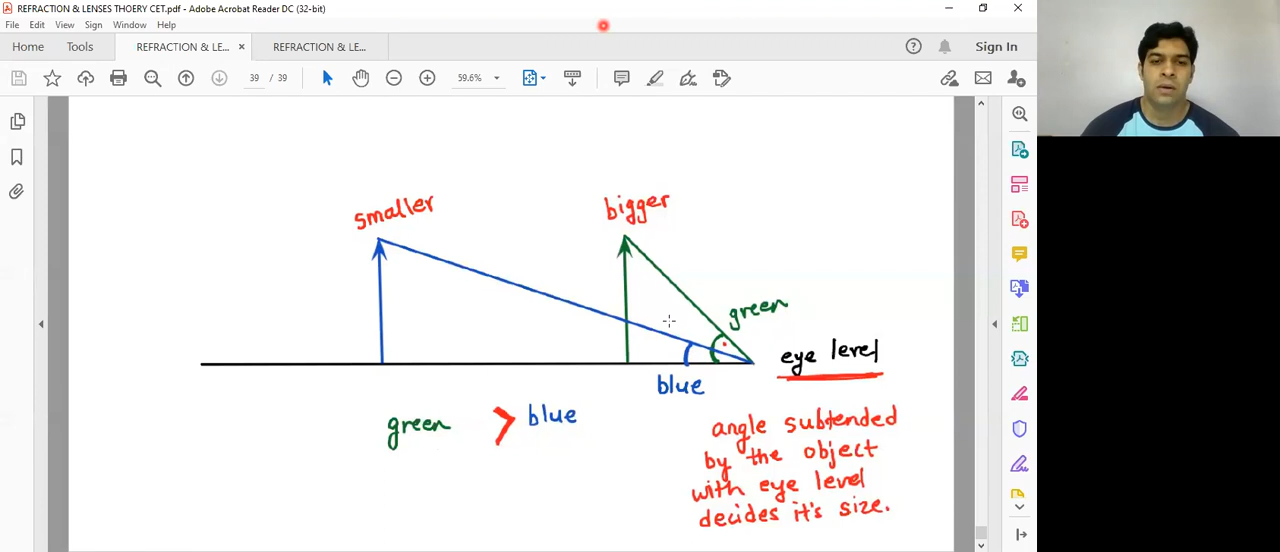 REFRACTION & LENSES THOERY CET.pdf - Adobe Acrobat Reader DC (32-bit)
File Edit View Sign Window Help
Home Tools REFRACTION & LE... × REFRACTION & LE... Sign In
39 / 39 59.6%
smaller
bigger
green
eye level
blue
green > blue
angle subtended
by the object
with eye level
decides it's size.